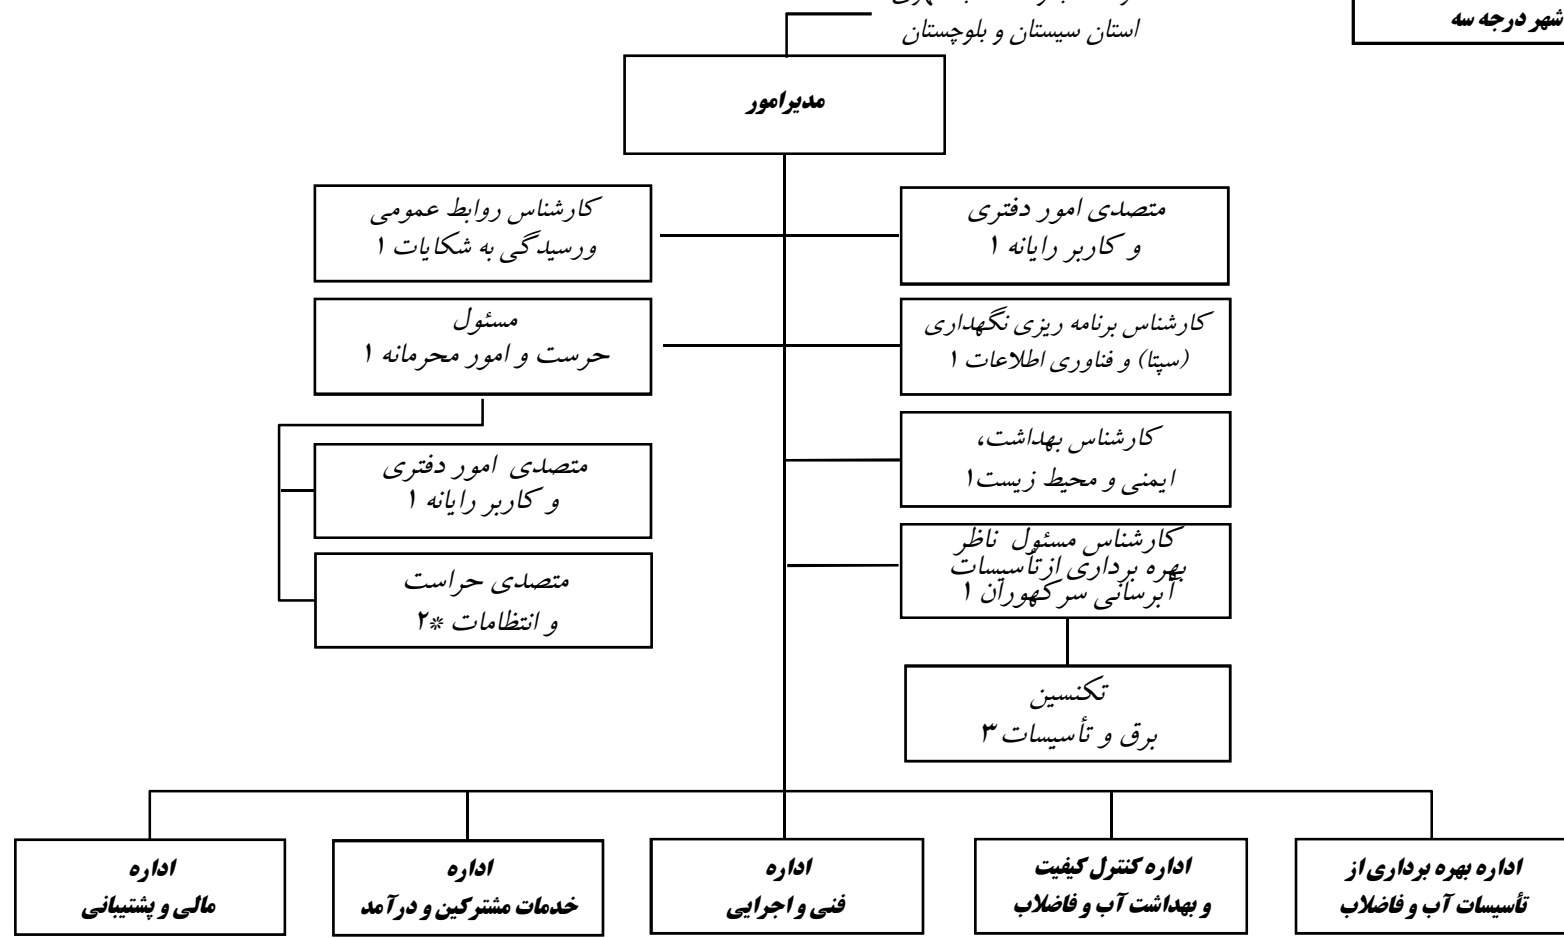 شهر درجه سه
استان سیستان و بلوچستان
مدیرامور
متصدی امور دفتری
و کاربر رایانه ۱
کارشناس روابط عمومی
ورسیدگی به شکایات ۱
کارشناس برنامه ریزی نگهداری
(سپتا) و فناوری اطلاعات ۱
مسئول
حرست و امور محرمانه ۱
کارشناس بهداشت،
ایمنی و محیط زیست۱
متصدی امور دفتری
و کاربر رایانه ۱
کارشناس مسئول ناظر
بهره برداری ازتأسیسات
آبرسانی سرکهوران ۱
متصدی حراست
و انتظامات *۲
تکنسین
برق و تأسیسات ۳
اداره بهره برداری از
تأسیسات آب و فاضلاب
اداره کنترل کیفیت
و بهداشت آب و فاضلاب
اداره
فنی و اجرایی
اداره
خدمات مشترکین و درآمد
اداره
مالی و پشتیبانی